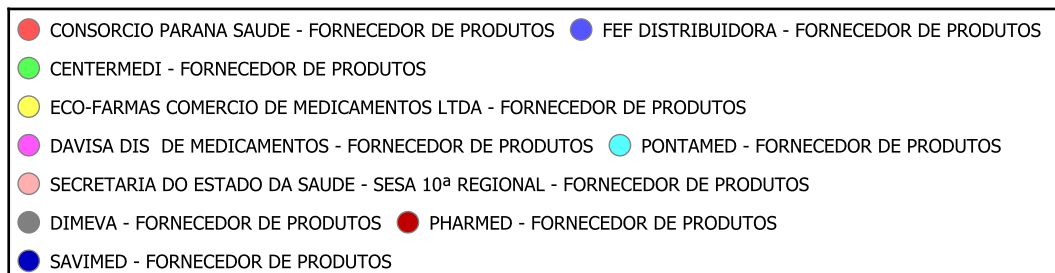 CONSORCIO PARANA SAUDE - FORNECEDOR DE PRODUTOS FEF DISTRIBUIDORA - FORNECEDOR DE PRODUTOS
CENTERMEDI - FORNECEDOR DE PRODUTOS
ECO-FARMAS COMERCIO DE MEDICAMENTOS LTDA - FORNECEDOR DE PRODUTOS
DAVISA DIS  DE MEDICAMENTOS - FORNECEDOR DE PRODUTOS PONTAMED - FORNECEDOR DE PRODUTOS
SECRETARIA DO ESTADO DA SAUDE - SESA 10ª REGIONAL - FORNECEDOR DE PRODUTOS
DIMEVA - FORNECEDOR DE PRODUTOS PHARMED - FORNECEDOR DE PRODUTOS
SAVIMED - FORNECEDOR DE PRODUTOS